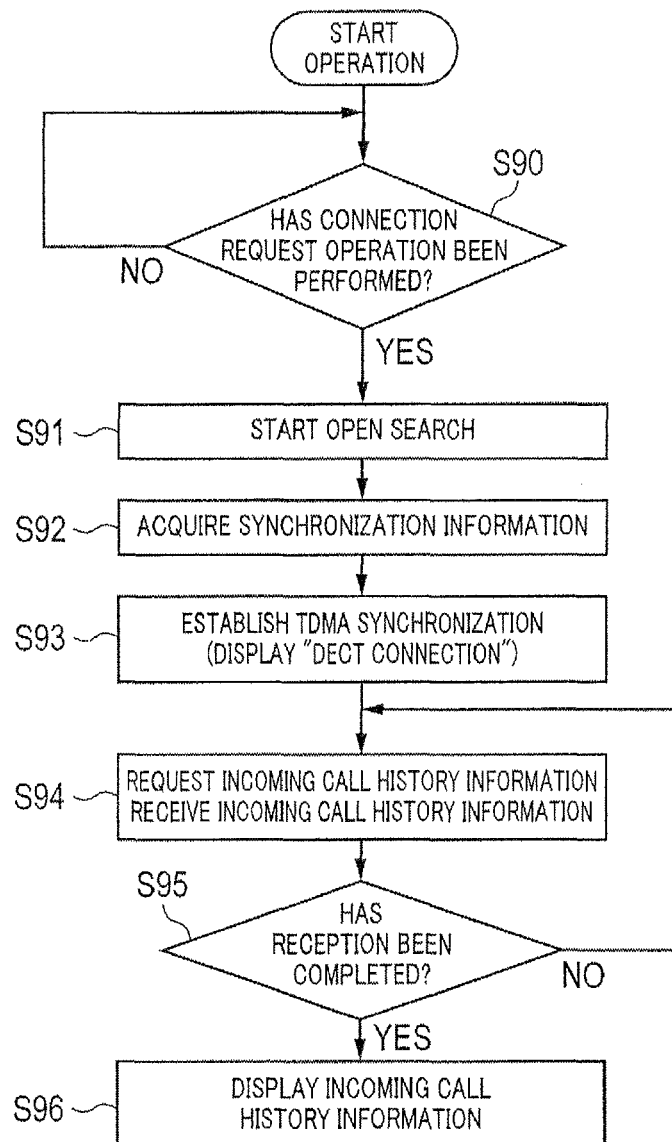 START
OPERATION
S90
HAS CONNECTION
REQUEST OPERATION BEEN
PERFORMED?
NO
YES
S91
START OPEN SEARCH
S92
ACQUIRE SYNCHRONIZATION INFORMATION
S93
ESTABLISH TDMA SYNCHRONIZATION
(DISPLAY "DECT CONNECTION")
S94
REQUEST INCOMING CALL HISTORY INFORMATION
RECEIVE INCOMING CALL HISTORY INFORMATION
S95
HAS
RECEPTION BEEN
COMPLETED?
NO
YES
S96
DISPLAY INCOMING CALL
HISTORY INFORMATION